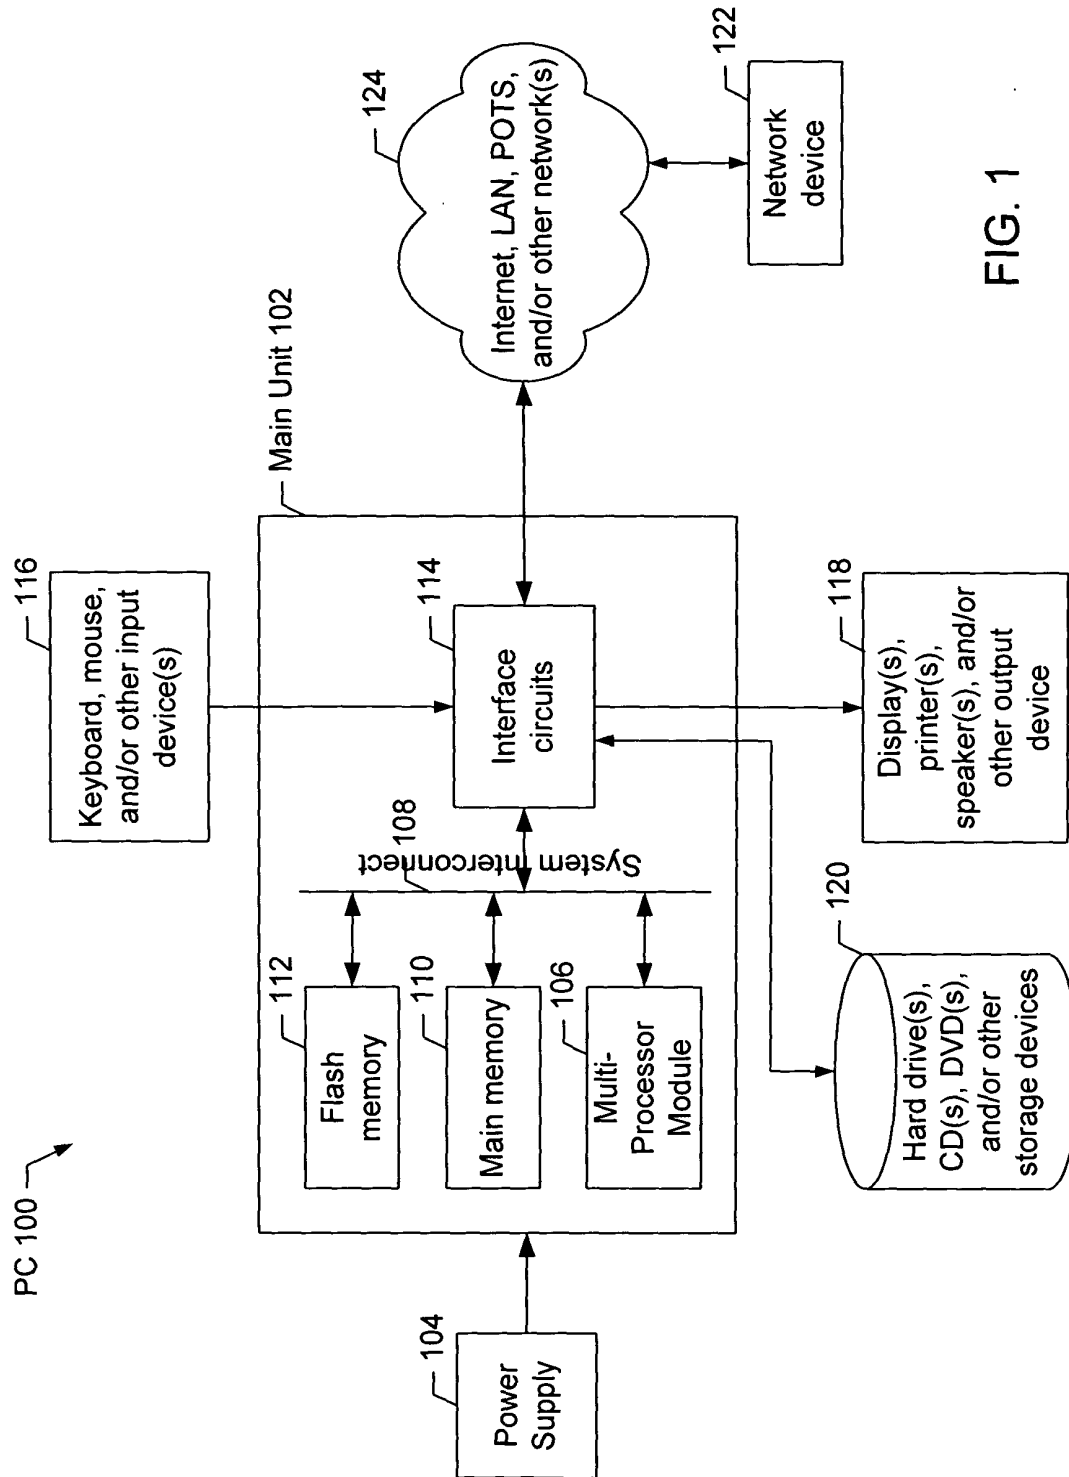 PC 100
116
Keyboard, mouse,
and/or other input
device(s)
Main Unit 102
124
Internet, LAN, POTS,
and/or other network(s)
122
Network
device
104
Power
Supply
112
Flash
memory
110
Main memory
106
Multi-
Processor
Module
108
System Interconnect
114
Interface
circuits
120
Hard drive(s),
CD(s), DVD(s),
and/or other
storage devices
118
Display(s),
printer(s),
speaker(s), and/or
other output
device
FIG. 1